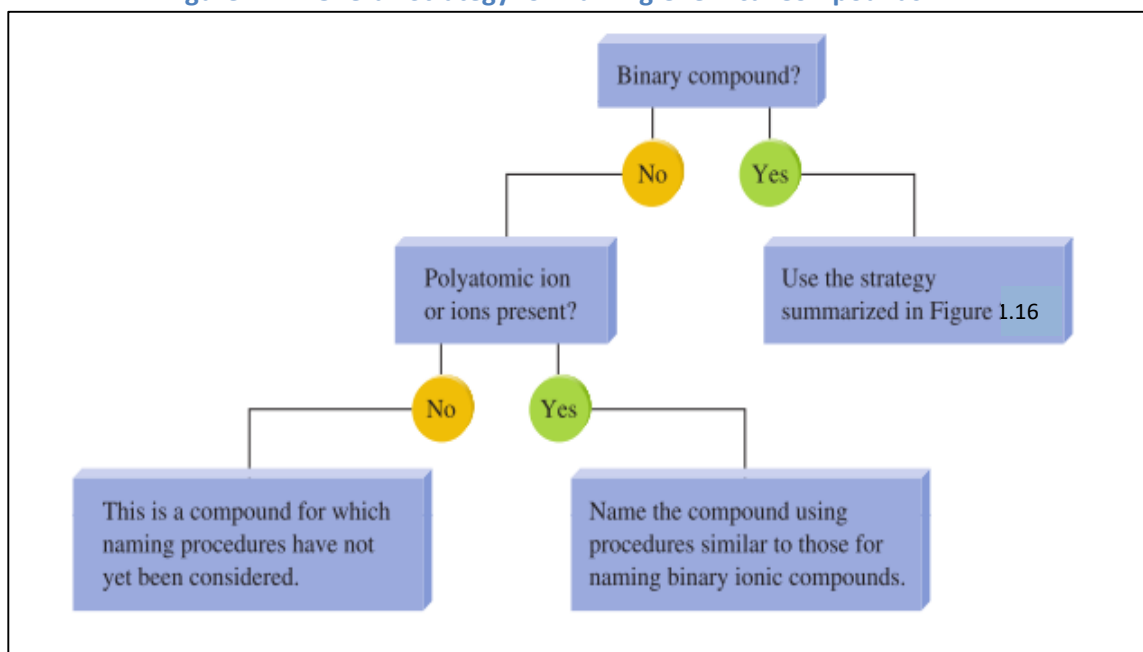 Binary compound?
No
Yes
Polyatomic ion
or ions present?
Use the strategy
summarized in Figure 1.16
No
Yes
This is a compound for which
naming procedures have not
yet been considered.
Name the compound using
procedures similar to those for
naming binary ionic compounds.